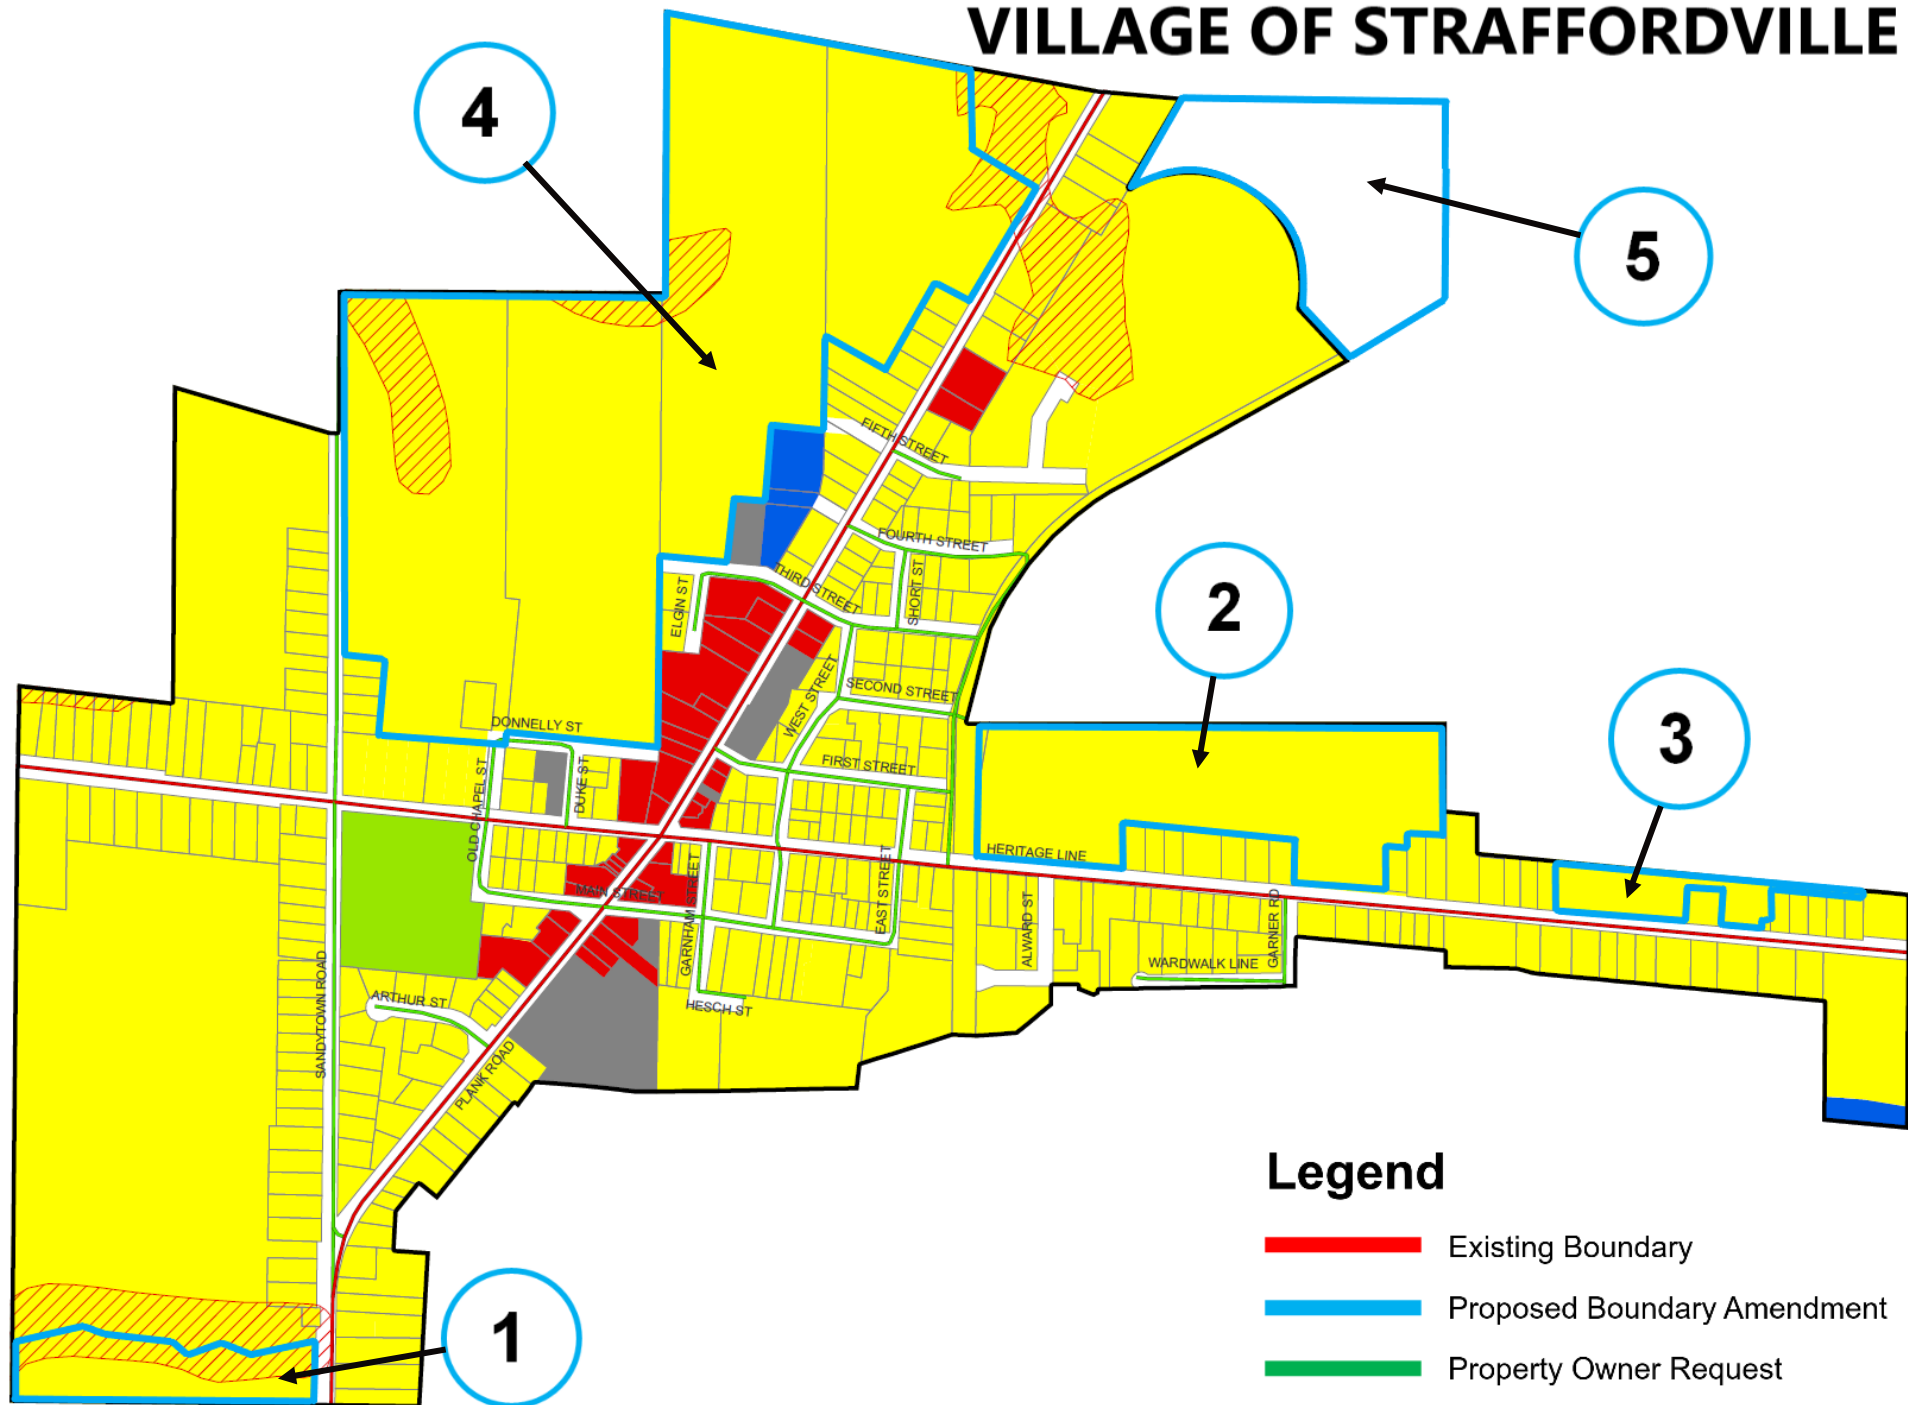 VILLAGE OF STRAFFORDVILLE
4
5
FIFTH STREET
FOURTH STREET
THIRD STREET
SHORT ST
ELGIN ST
2
WEST STREET
SECOND STREET
3
DONNELLY ST
FIRST STREET
OLD CHAPEL ST
DUKE ST
HERITAGE LINE
MAIN STREET
GARNHAM STREET
EAST STREET
ALWARD ST
GARNER RD
WARDWALK LINE
SANDYTOWN ROAD
ARTHUR ST
HESCH ST
PLANK ROAD
1
Legend
Existing Boundary
Proposed Boundary Amendment
Property Owner Request